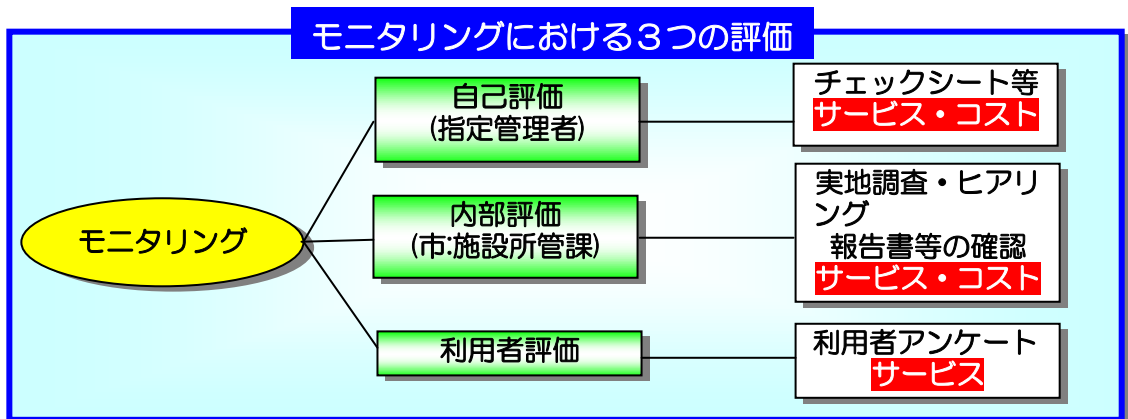 モニタリングにおける３つの評価
自己評価
(指定管理者)
チェックシート等
サービス・コスト
モニタリング
内部評価
(市:施設所管課)
実地調査・ヒアリ
ング
報告書等の確認
サービス・コスト
利用者評価
利用者アンケート
サービス